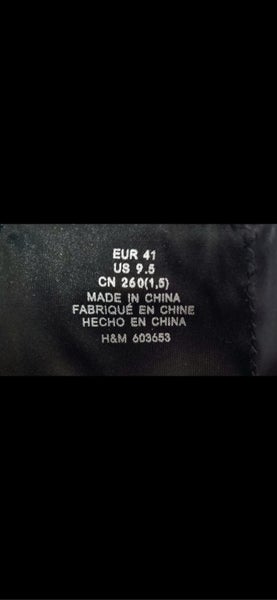 EUR 41
US 9.5
CN 260(1,5)
MADE IN CHINA
FABRIQUÉ EN CHINE
HECHO EN CHINA
H&M 603653